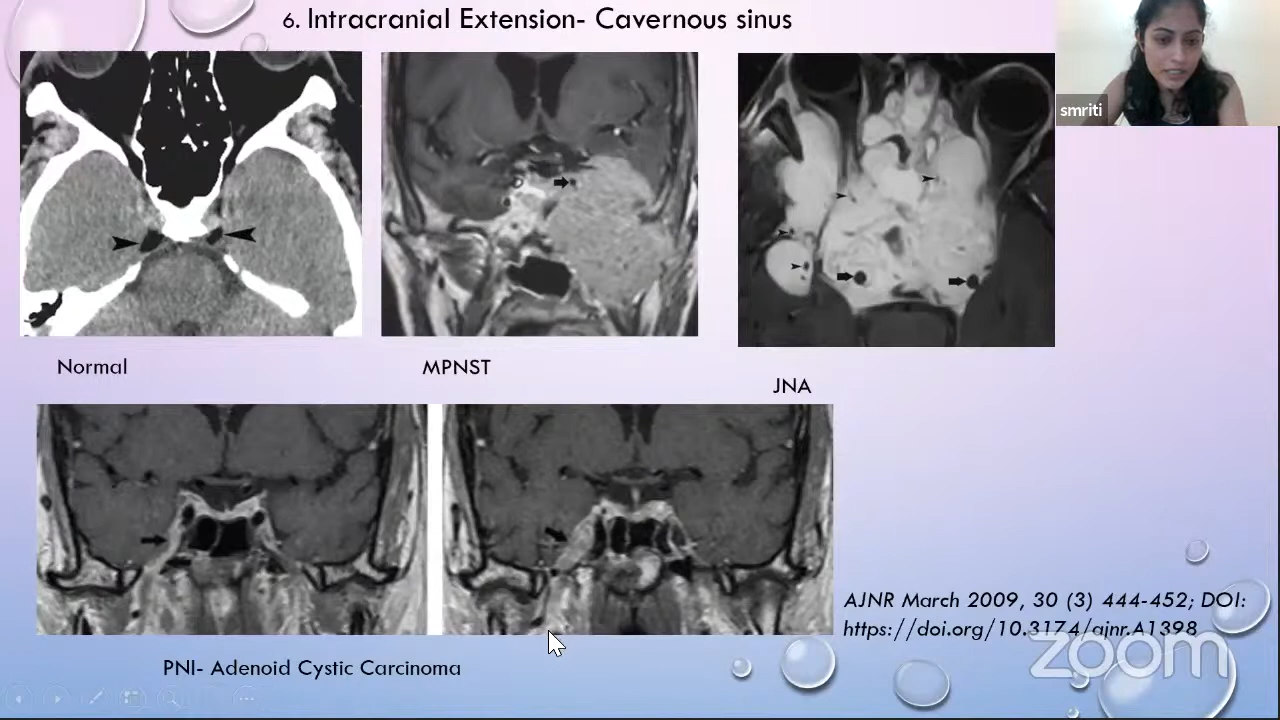 6. Intracranial Extension- Cavernous sinus
smriti
Normal
MPNST
JNA
AJNR March 2009, 30 (3) 444-452; DOI:
https://doi.org/10.3174/ajnr.A1398
zoom
PNI- Adenoid Cystic Carcinoma